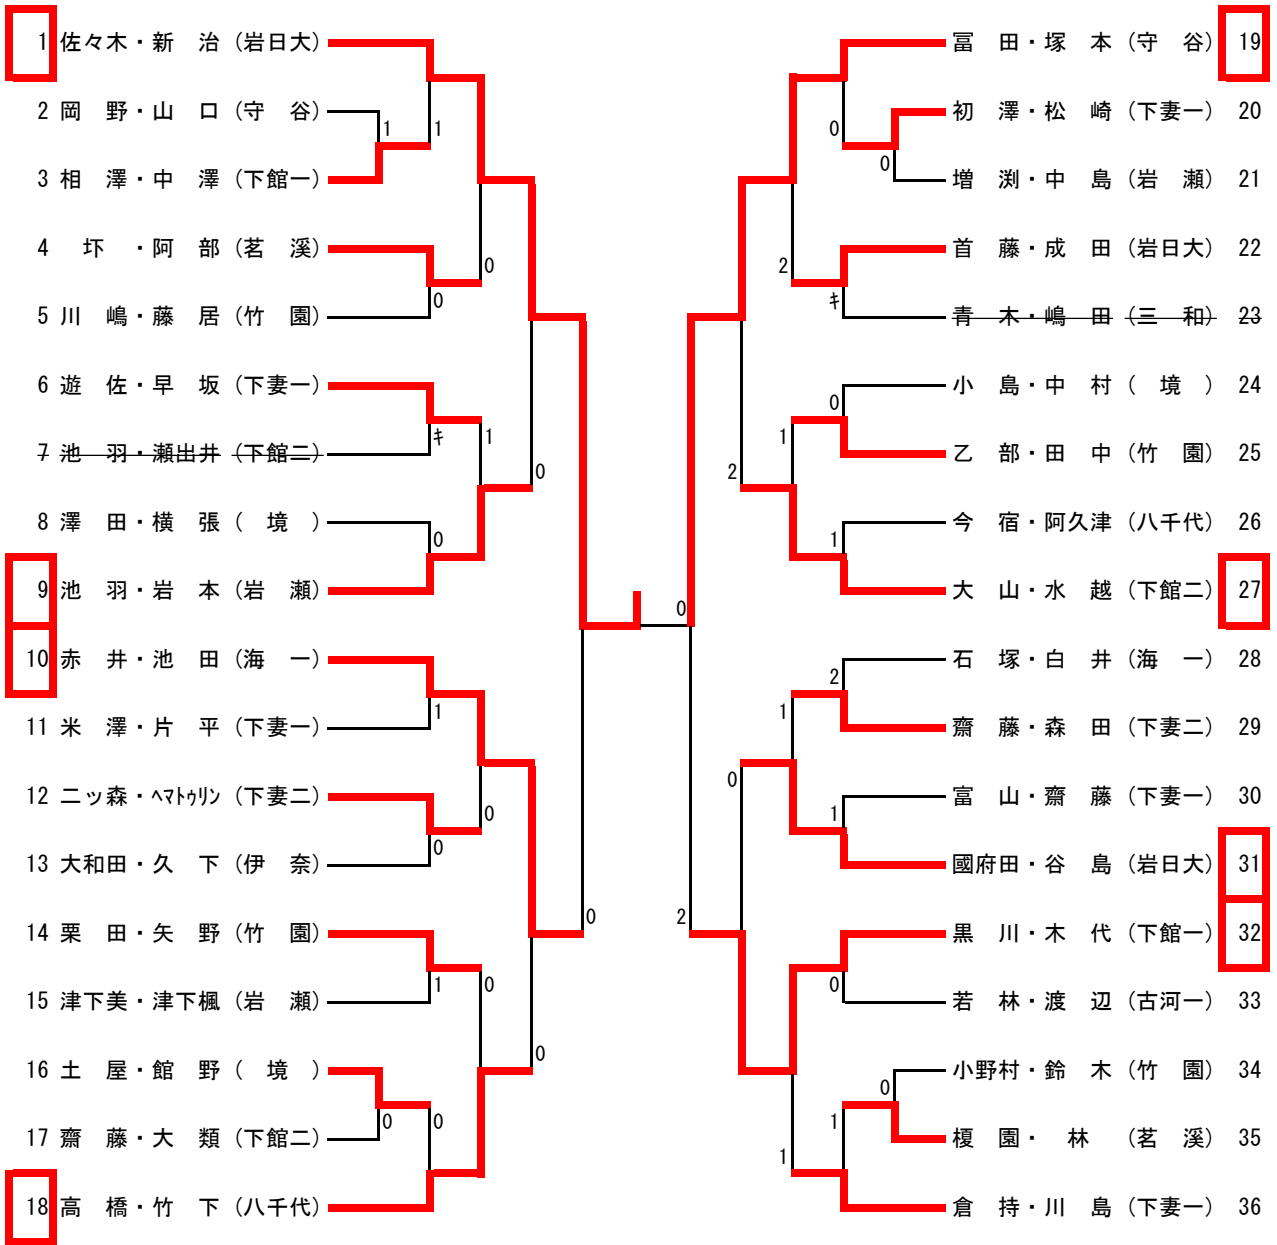 1 佐々木・新 治 (岩日大)
2 岡 野・山 口 (守 谷)
1
1
3 相 澤・中 澤 (下館一)
4 圷 ・阿 部 (茗 溪)
0
0
5 川 嶋・藤 居 (竹 園)
6 遊 佐・早 坂 (下妻一)
キ
1
7 池 羽・瀬出井 (下館二)
0
8 澤 田・横 張 ( 境 )
0
9 池 羽・岩 本 (岩 瀬)
10 赤 井・池 田 (海 一)
1
11 米 澤・片 平 (下妻一)
12 二ッ森・ヘマトゥリン (下妻二)
0
0
13 大和田・久 下 (伊 奈)
0
14 栗 田・矢 野 (竹 園)
1
0
15 津下美・津下楓 (岩 瀬)
0
16 土 屋・館 野 ( 境 )
0
0
17 齋 藤・大 類 (下館二)
18 高 橋・竹 下 (八千代)
冨 田・塚 本 (守 谷) 19
0
初 澤・松 崎 (下妻一) 20
0
増 渕・中 島 (岩 瀬) 21
首 藤・成 田 (岩日大) 22
2
キ
青 木・嶋 田 (三 和) 23
小 島・中 村 ( 境 ) 24
0
1
乙 部・田 中 (竹 園) 25
2
今 宿・阿久津 (八千代) 26
1
大 山・水 越 (下館二) 27
0
石 塚・白 井 (海 一) 28
2
1
齋 藤・森 田 (下妻二) 29
0
富 山・齋 藤 (下妻一) 30
1
國府田・谷 島 (岩日大) 31
2
黒 川・木 代 (下館一) 32
0
若 林・渡 辺 (古河一) 33
小野村・鈴 木 (竹 園) 34
0
1
榎 園・ 林 (茗 溪) 35
1
倉 持・川 島 (下妻一) 36